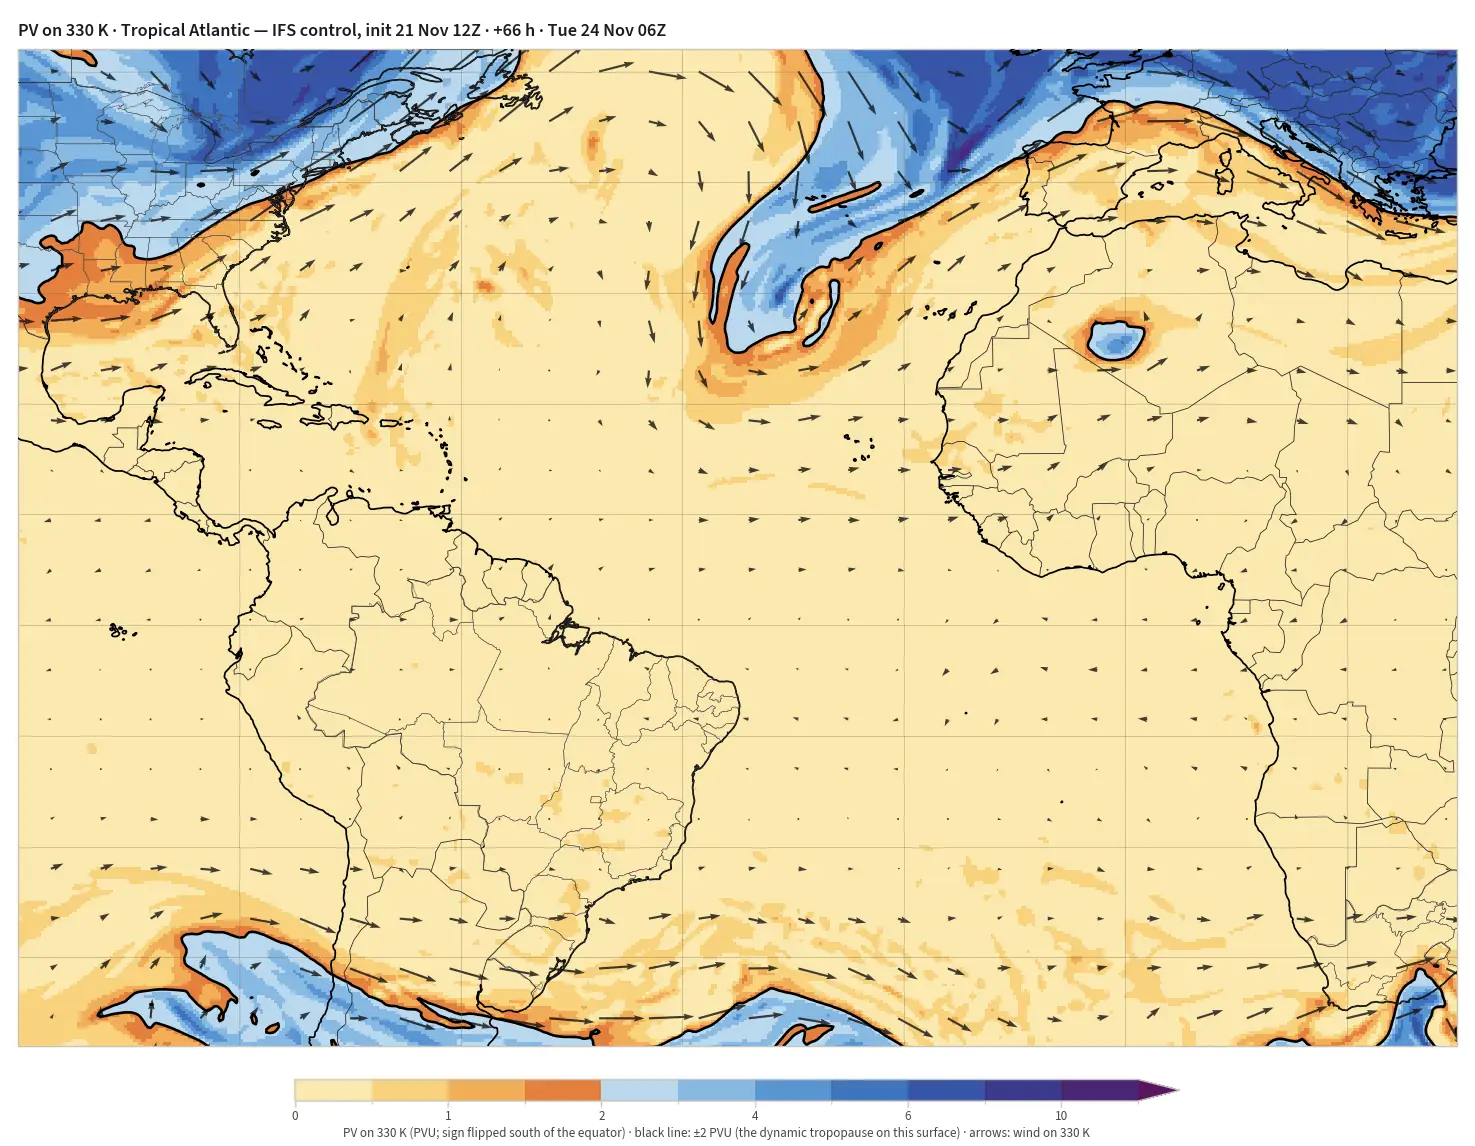 PV on 330 K · Tropical Atlantic — IFS control, init 21 Nov 12Z · +66 h · Tue 24 Nov 06Z
0 1 2 4 6 10
PV on 330 K (PVU; sign flipped south of the equator) · black line: ±2 PVU (the dynamic tropopause on this surface) · arrows: wind on 330 K